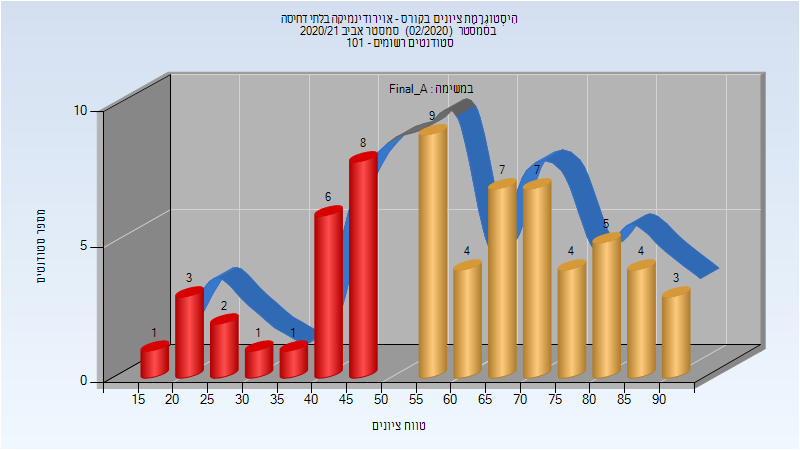 היסטוגרמת ציונים בקורס - אוירודינמיקה בלתי דחיסה
בסמסטר (02/2020) סמסטר אביב 2020/21
סטודנטים רשומים - 101
במשימה : Final_A
10
5
0
מספר סטודנטים
1
3
2
1
1
6
8
9
4
7
7
4
5
4
3
15 20 25 30 35 40 45 50 55 60 65 70 75 80 85 90
טווח ציונים